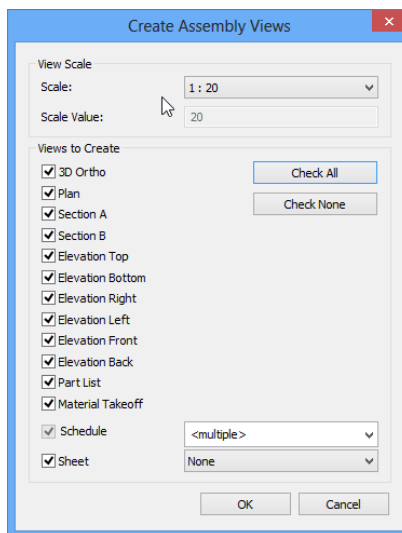 Create Assembly Views
View Scale
Scale: 1 : 20
Scale Value: 20
Views to Create
3D Ortho Check All
Plan
Section A Check None
Section B
Elevation Top
Elevation Bottom
Elevation Right
Elevation Left
Elevation Front
Elevation Back
Part List
Material Takeoff
Schedule <multiple>
Sheet None
OK Cancel